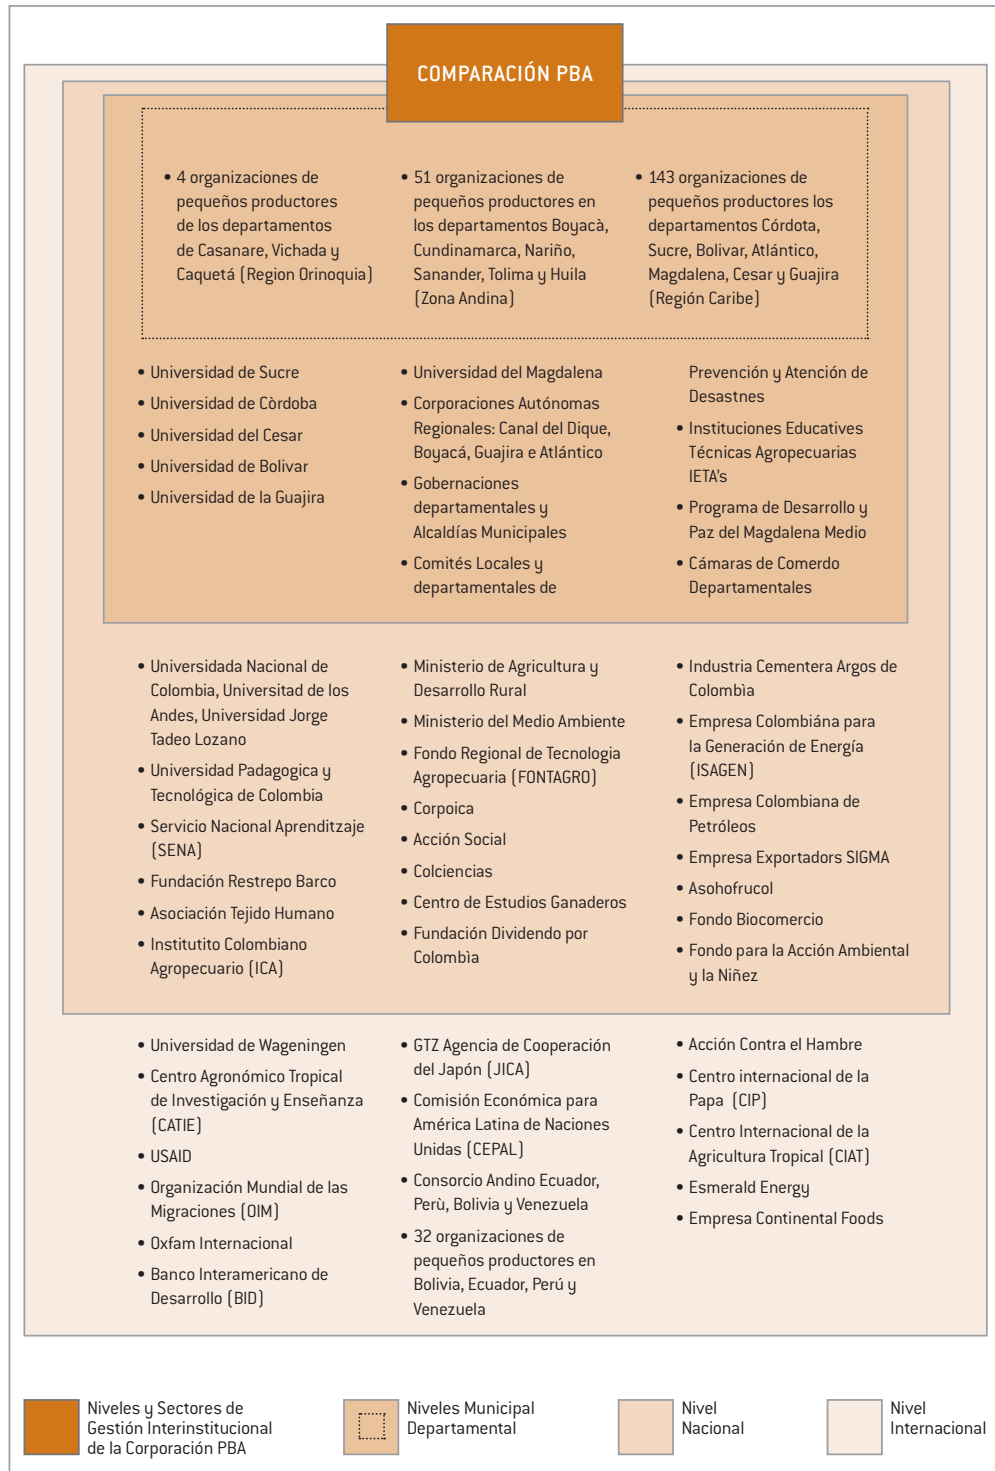 COMPARACIÓN PBA
• 4 organizaciones de
pequeños productores
de los departamentos
de Casanare, Vichada y
Caquetá (Region Orinoquia)
• 51 organizaciones de
pequeños productores en
los departamentos Boyacà,
Cundinamarca, Nariño,
Sanander, Tolima y Huila
(Zona Andina)
• 143 organizaciones de
pequeños productores los
departamentos Córdota,
Sucre, Bolivar, Atlántico,
Magdalena, Cesar y Guajira
(Región Caribe)
• Universidad de Sucre
• Universidad de Còrdoba
• Universidad del Cesar
• Universidad de Bolivar
• Universidad de la Guajira
• Universidad del Magdalena
• Corporaciones Autónomas
Regionales: Canal del Dique,
Boyacá, Guajira e Atlántico
• Gobernaciones
departamentales y
Alcaldías Municipales
• Comités Locales y
departamentales de
Prevención y Atención de
Desastnes
• Instituciones Educatives
Técnicas Agropecuarias
IETA's
• Programa de Desarrollo y
Paz del Magdalena Medio
• Cámaras de Comerdo
Departamentales
• Universidada Nacional de
Colombia, Universitad de los
Andes, Universidad Jorge
Tadeo Lozano
• Universidad Padagogica y
Tecnológica de Colombia
• Servicio Nacional Aprenditzaje
(SENA)
• Fundación Restrepo Barco
• Asociación Tejido Humano
• Institutito Colombiano
Agropecuario (ICA)
• Ministerio de Agricultura y
Desarrollo Rural
• Ministerio del Medio Ambiente
• Fondo Regional de Tecnologia
Agropecuaria (FONTAGRO)
• Corpoica
• Acción Social
• Colciencias
• Centro de Estudios Ganaderos
• Fundación Dividendo por
Colombìa
• Industria Cementera Argos de
Colombìa
• Empresa Colombiána para
la Generación de Energía
(ISAGEN)
• Empresa Colombiana de
Petróleos
• Empresa Exportadors SIGMA
• Asohofrucol
• Fondo Biocomercio
• Fondo para la Acción Ambiental
y la Niñez
• Universidad de Wageningen
• Centro Agronómico Tropical
de Investigación y Enseñanza
(CATIE)
• USAID
• Organización Mundial de las
Migraciones (OIM)
• Oxfam Internacional
• Banco Interamericano de
Desarrollo (BID)
• GTZ Agencia de Cooperación
del Japón (JICA)
• Comisión Económica para
América Latina de Naciones
Unidas (CEPAL)
• Consorcio Andino Ecuador,
Perù, Bolivia y Venezuela
• 32 organizaciones de
pequeños productores en
Bolivia, Ecuador, Perú y
Venezuela
• Acción Contra el Hambre
• Centro internacional de la
Papa (CIP)
• Centro Internacional de la
Agricultura Tropical (CIAT)
• Esmerald Energy
• Empresa Continental Foods
Niveles y Sectores de
Gestión Interinstitucional
de la Corporación PBA
Niveles Municipal
Departamental
Nivel
Nacional
Nivel
Internacional